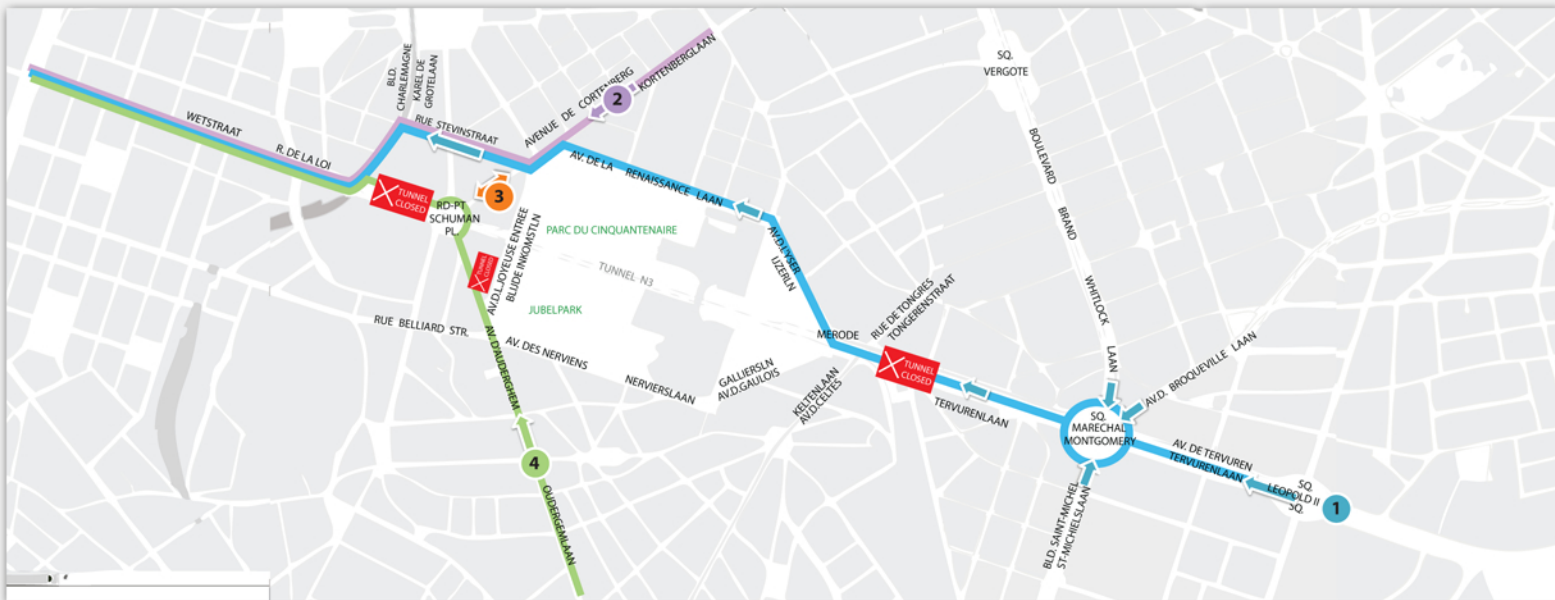 SQ.
VERGOTE
BLD.
CHARLEMAGNE
KAREL DE
GROTELAAN
AVENUE DE CORTENBERG
KORTENBERGLAAN
2
WETSTRAAT
R. DE LA LOI
RUE STEVINSTRAAT
AV. DE LA RENAISSANCE LAAN
BOULEVARD BRAND WHITLOCK LAAN
TUNNEL
CLOSED
RD-PT
SCHUMAN
PL.
3
AV.D.L.JOYEUSE ENTREE
BLIJDE INKOMSTLN
PARC DU CINQUANTENAIRE
TUNNEL N3
AV.D.L'YSER
IJZERLN
TUNNEL
CLOSED
JUBELPARK
RUE BELLIARD STR.
AV. DES NERVIENS
NERVIERSLAAN
GALLIERSLN
AV.D.GAULOIS
MERODE
RUE DE TONGRES
TONGERENSTRAAT
TUNNEL
CLOSED
KELTENLAAN
AV.D.CELTES
TERVURENLAAN
AV.D. BROQUEVILLE LAAN
SQ.
MARECHAL
MONTGOMERY
AV. D'AUDERGHEM
4
OUDERGEMLAAN
AV. DE TERVUREN
TERVURENLAAN
SQ.
LEOPOLD II
SQ.
1
BLD. SAINT-MICHEL
ST-MICHIELSLAAN